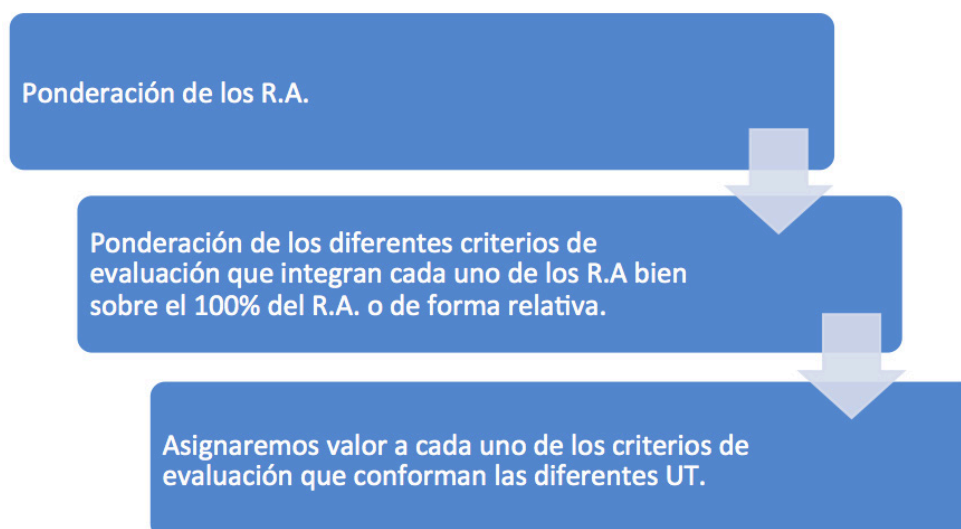 Ponderación de los R.A.
Ponderación de los diferentes criterios de
evaluación que integran cada uno de los R.A bien
sobre el 100% del R.A. o de forma relativa.
Asignaremos valor a cada uno de los criterios de
evaluación que conforman las diferentes UT.